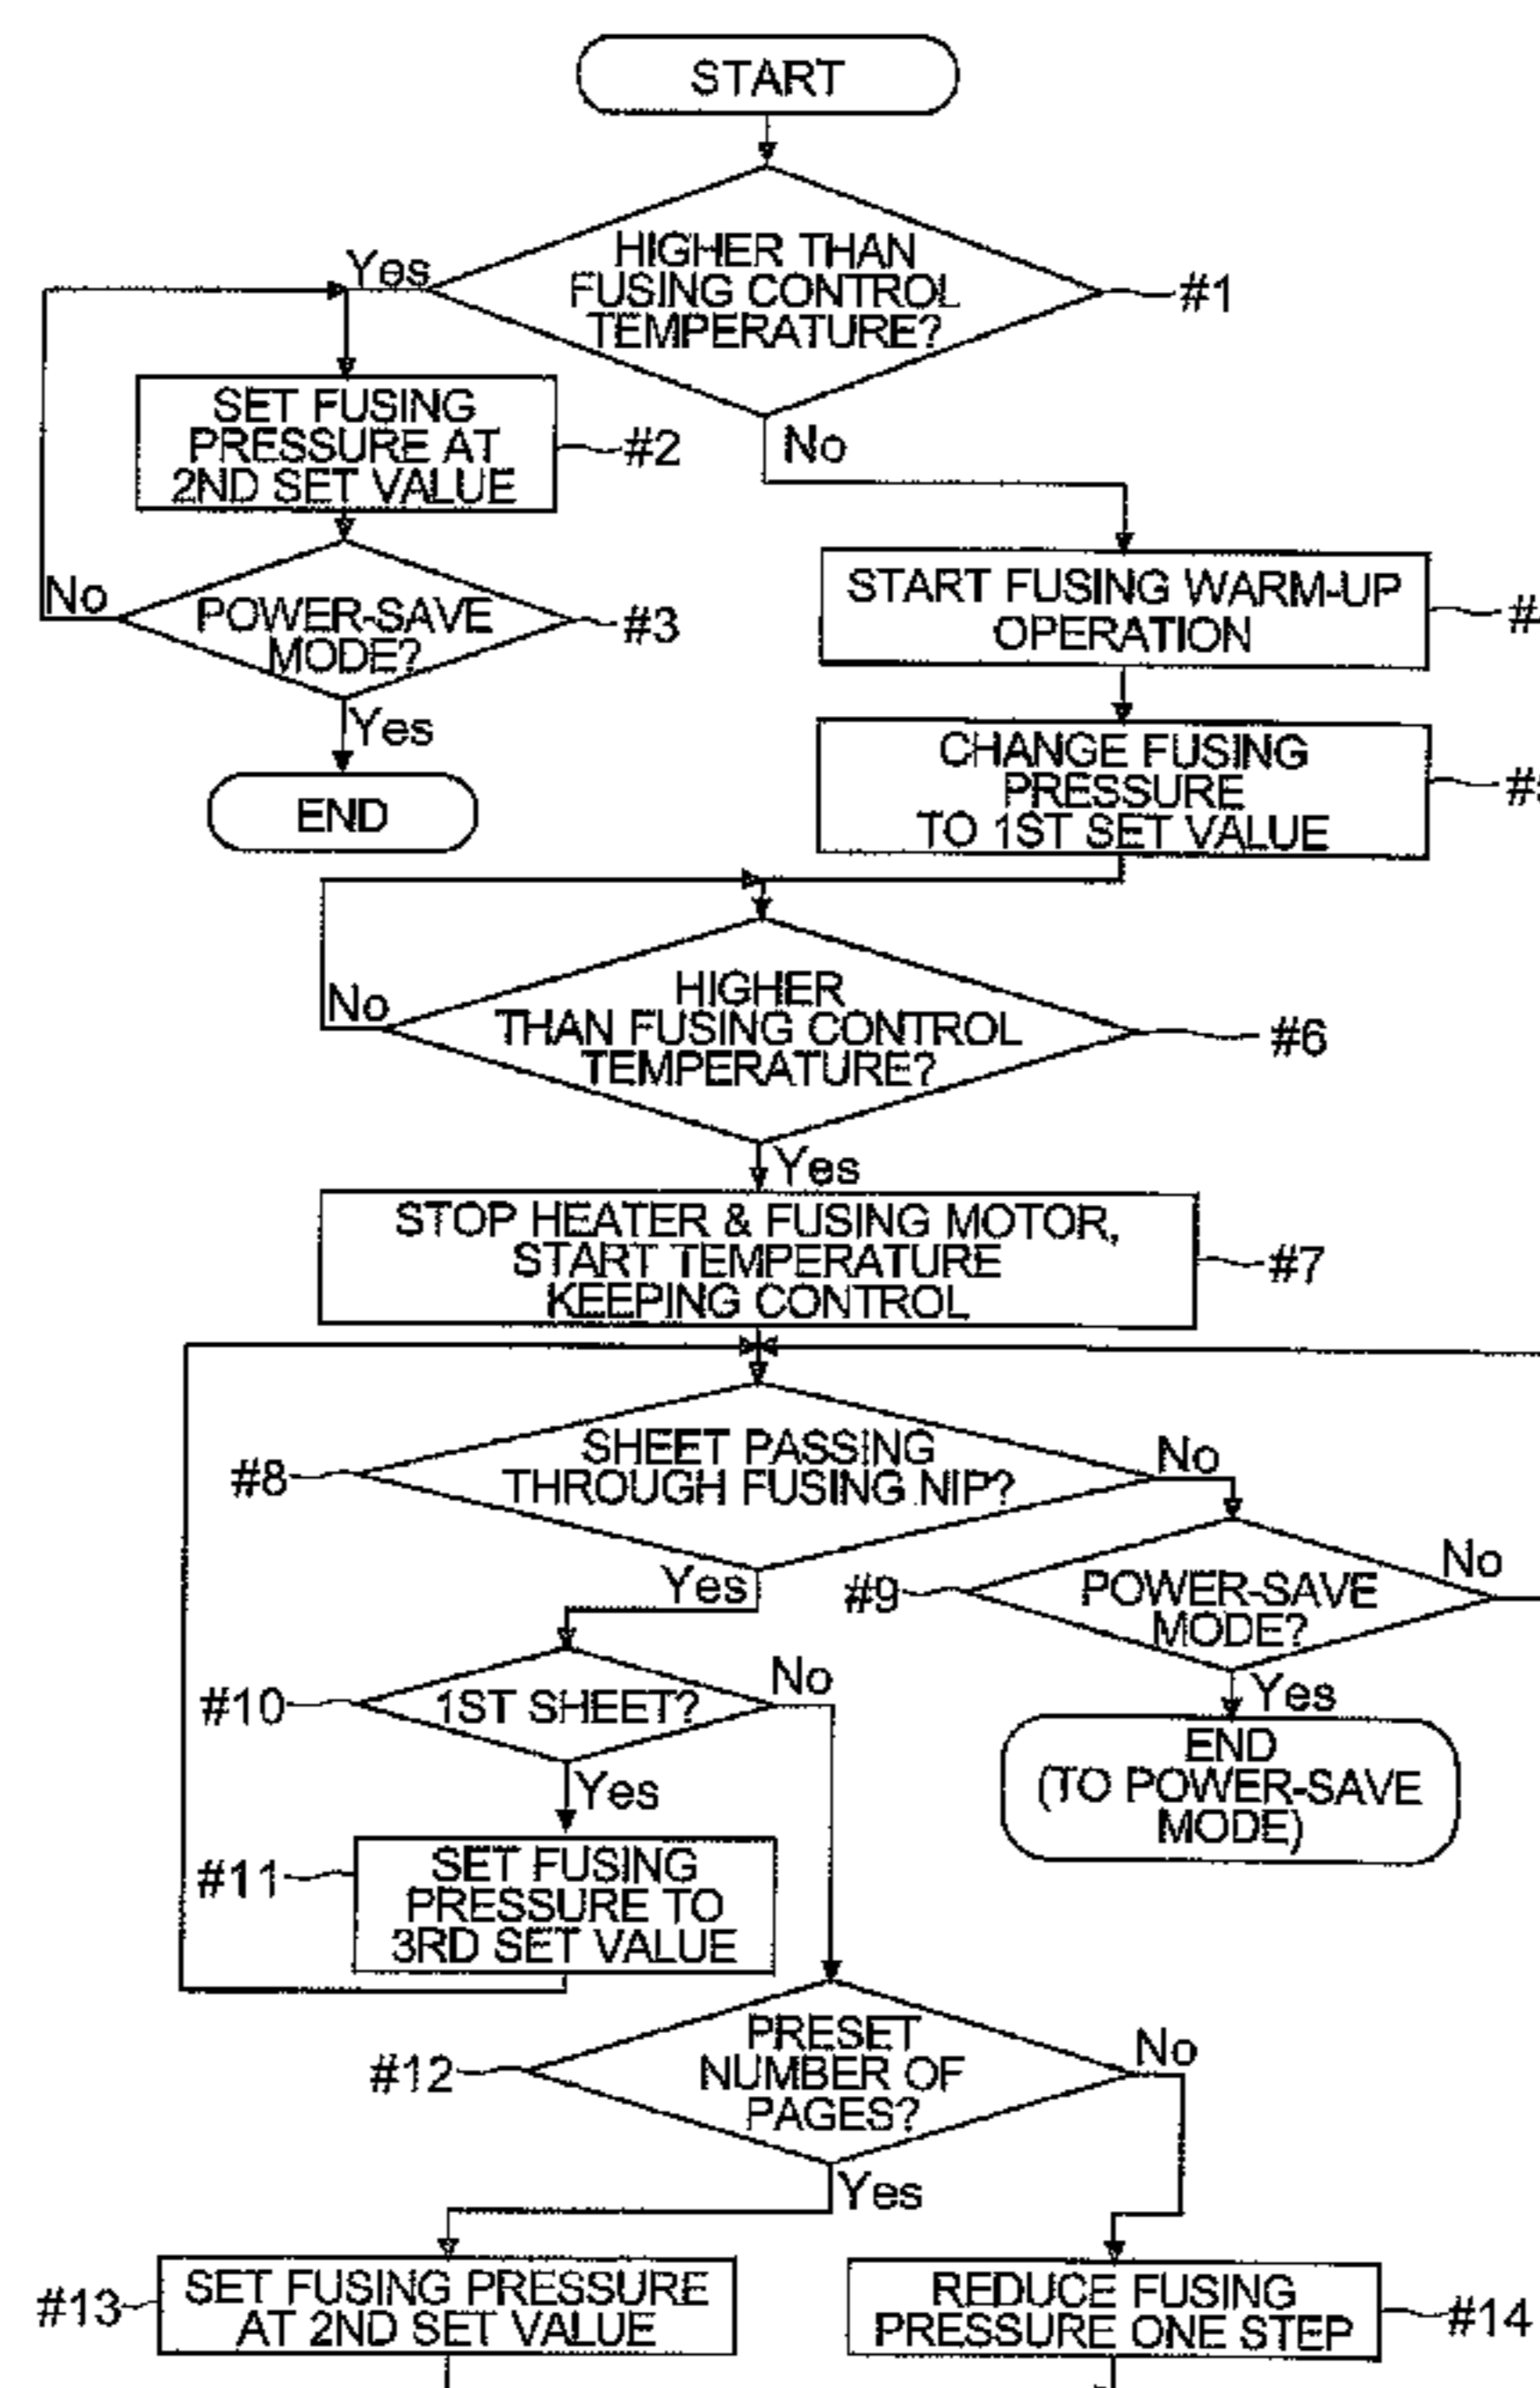 START
HIGHER THAN
FUSING CONTROL
TEMPERATURE?
#1
Yes
No
SET FUSING
PRESSURE AT
2ND SET VALUE
#2
POWER-SAVE
MODE?
#3
No
Yes
END
START FUSING WARM-UP
OPERATION
#
CHANGE FUSING
PRESSURE
TO 1ST SET VALUE
#
HIGHER
THAN FUSING CONTROL
TEMPERATURE?
#6
No
Yes
STOP HEATER & FUSING MOTOR,
START TEMPERATURE
KEEPING CONTROL
#7
SHEET PASSING
THROUGH FUSING NIP?
#8
No
Yes
#9
POWER-SAVE
MODE?
No
Yes
END
(TO POWER-SAVE
MODE)
#10
1ST SHEET?
No
Yes
#11
SET FUSING
PRESSURE TO
3RD SET VALUE
#12
PRESET
NUMBER OF
PAGES?
No
Yes
#13
SET FUSING PRESSURE
AT 2ND SET VALUE
REDUCE FUSING
PRESSURE ONE STEP
#14